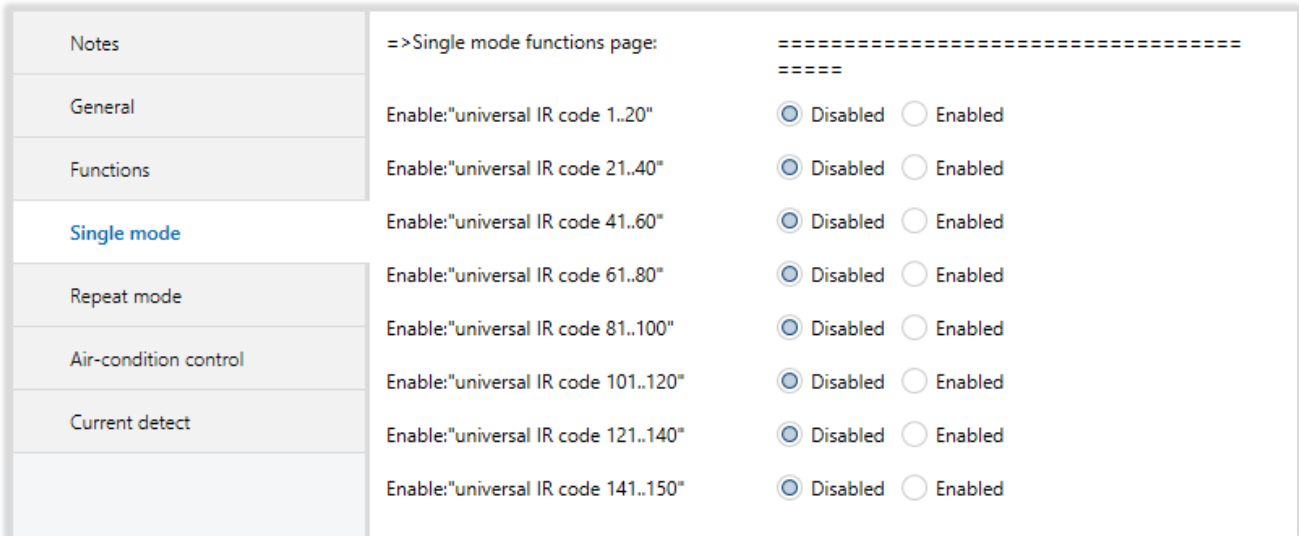 Notes
General
Functions
Single mode
Repeat mode
Air-condition control
Current detect
=>Single mode functions page: ===================================
=====
Enable:"universal IR code 1..20" Disabled Enabled
Enable:"universal IR code 21..40" Disabled Enabled
Enable:"universal IR code 41..60" Disabled Enabled
Enable:"universal IR code 61..80" Disabled Enabled
Enable:"universal IR code 81..100" Disabled Enabled
Enable:"universal IR code 101..120" Disabled Enabled
Enable:"universal IR code 121..140" Disabled Enabled
Enable:"universal IR code 141..150" Disabled Enabled